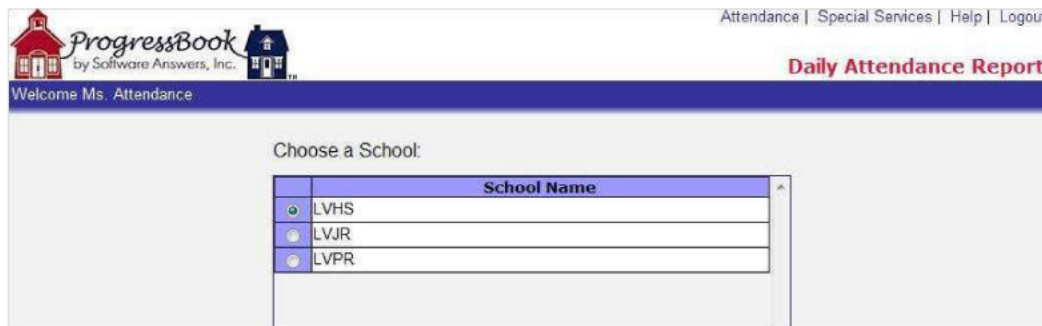 Attendance | Special Services | Help | Logou
ProgressBook
by Software Answers, Inc.
TM
Daily Attendance Report
Welcome Ms. Attendance
Choose a School:
School Name
LVHS
LVJR
LVPR